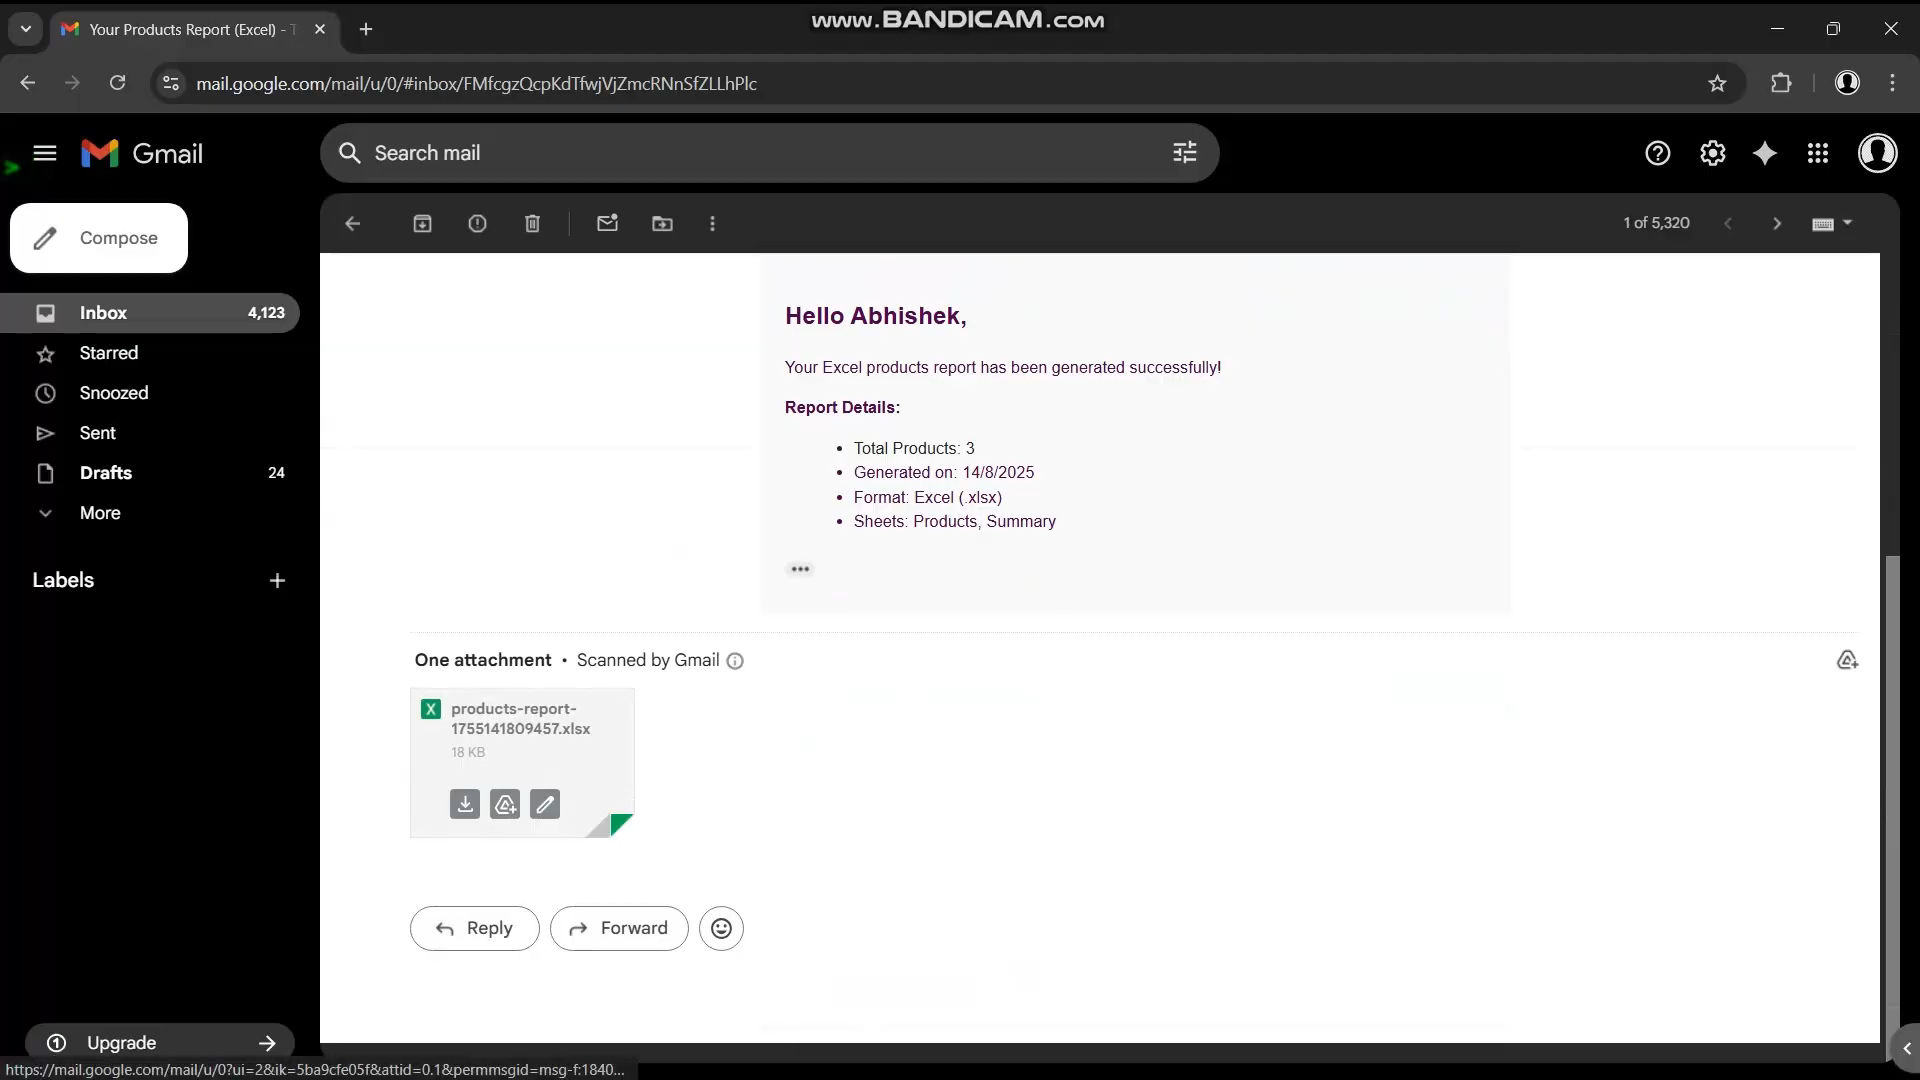 www.BANDICAM.com
Your Products Report (Excel) -
mail.google.com/mail/u/0/#inbox/FMfcgzQcpKdTfwjVjZmcRNnSfZLLhPlc
Gmail
Search mail
Compose
1 of 5,320
Inbox 4,123
Starred
Snoozed
Sent
Drafts 24
More
Labels
Upgrade
Hello Abhishek,
Your Excel products report has been generated successfully!
Report Details:
• Total Products: 3
• Generated on: 14/8/2025
• Format: Excel (.xlsx)
• Sheets: Products, Summary
One attachment • Scanned by Gmail
products-report-
1755141809457.xlsx
18 KB
Reply
Forward
https://mail.google.com/mail/u/0?ui=2&ik=5ba9cfe05f&attid=0.1&permmsgid=msg-f:1840...